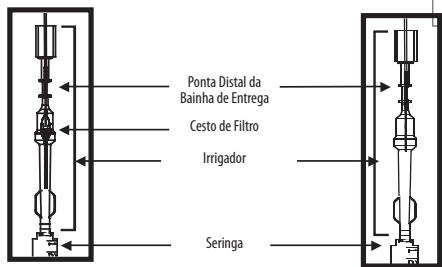 Ponta Distal da
Bainha de Entrega
Cesto de Filtro
Irrigador
Seringa